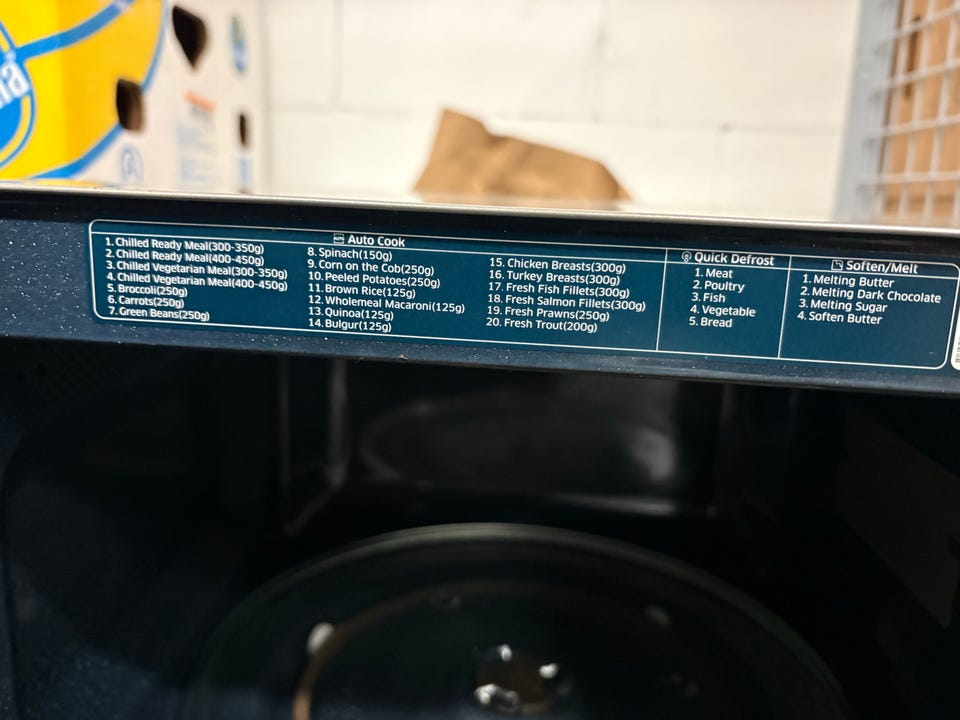 Auto Cook
1. Chilled Ready Meal(300-350g)
2. Chilled Ready Meal(400-450g)
3. Chilled Vegetarian Meal(300-350g)
4. Chilled Vegetarian Meal(400-450g)
5. Broccoli(250g)
6. Carrots(250g)
7. Green Beans(250g)
8. Spinach(150g)
9. Corn on the Cob(250g)
10. Peeled Potatoes(250g)
11. Brown Rice(125g)
12. Wholemeal Macaroni(125g)
13. Quinoa(125g)
14. Bulgur(125g)
15. Chicken Breasts(300g)
16. Turkey Breasts(300g)
17. Fresh Fish Fillets(300g)
18. Fresh Salmon Fillets(300g)
19. Fresh Prawns(250g)
20. Fresh Trout(200g)
Quick Defrost
1. Meat
2. Poultry
3. Fish
4. Vegetable
5. Bread
Soften/Melt
1. Melting Butter
2. Melting Dark Chocolate
3. Melting Sugar
4. Soften Butter